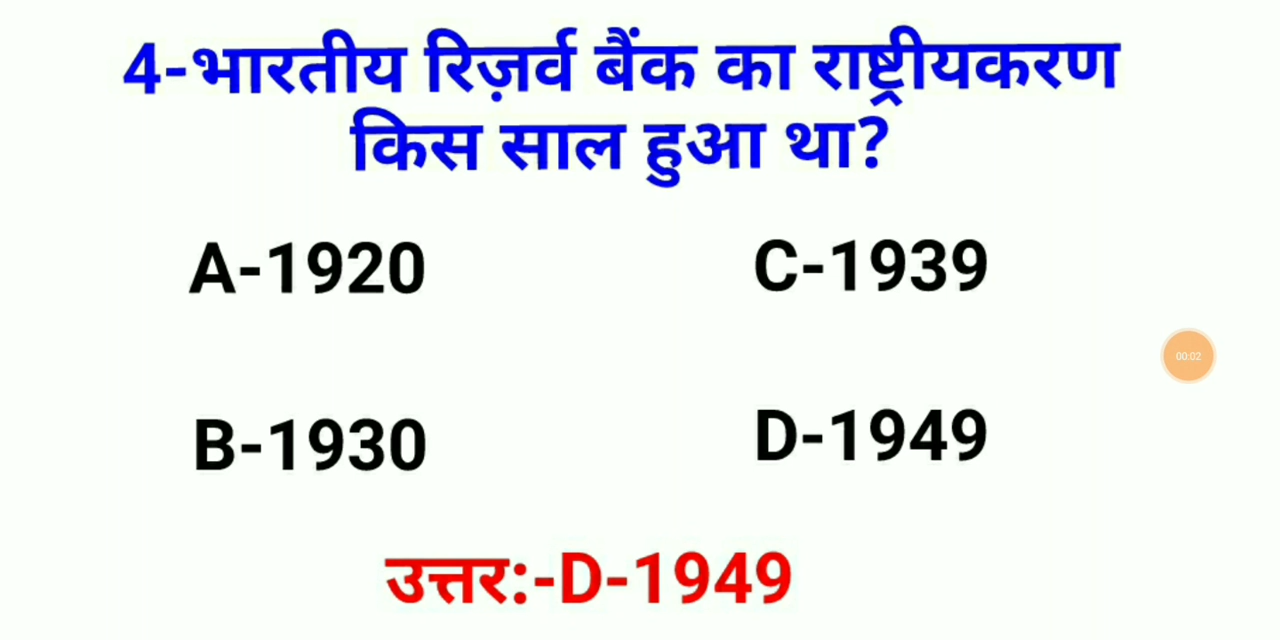 4-भारतीय रिज़र्व बैंक का राष्ट्रीयकरण
किस साल हुआ था?
A-1920
C-1939
00:02
B-1930
D-1949
उत्तर:-D-1949